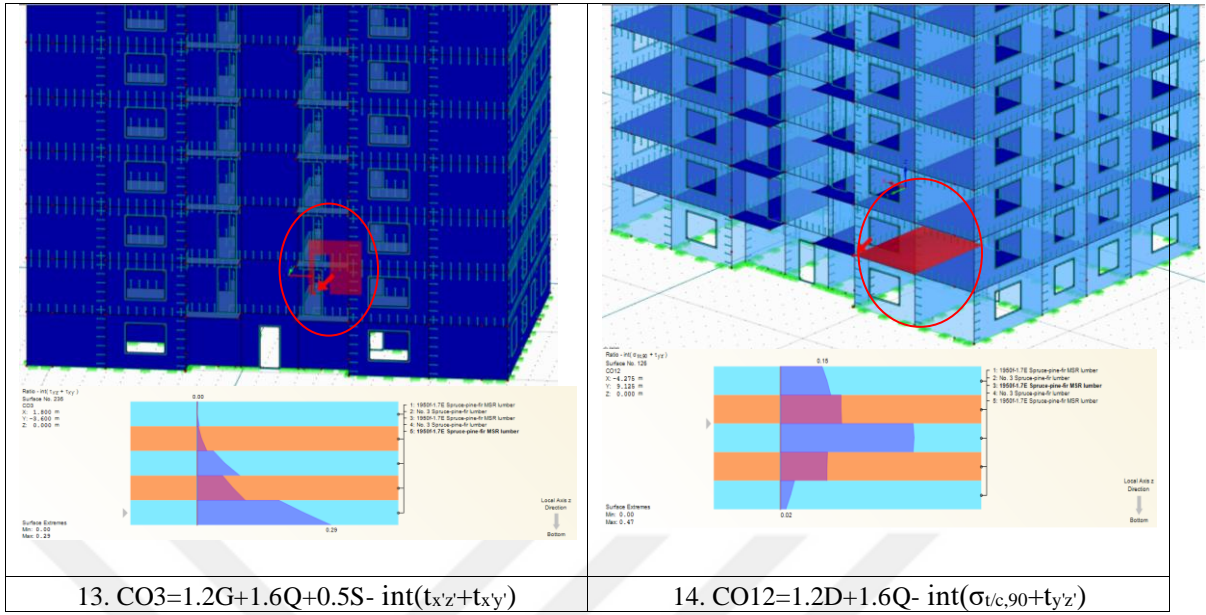 Ratio - int( τx'z' + τx'y' )
Surface No. 236
CO3
X: 1.800 m
Y: -8.600 m
Z: 0.000 m
0.00
1: 1950f-1.7E Spruce-pine-fir MSR lumber
2: No. 3 Spruce-pine-fir lumber
3: 1950f-1.7E Spruce-pine-fir MSR lumber
4: No. 3 Spruce-pine-fir lumber
5: 1950f-1.7E Spruce-pine-fir MSR lumber
Local Axis z
Direction
Bottom
Surface Extremes
Min: 0.00
Max: 0.29
0.29
Ratio - int( σt/c,90 + τy'z' )
Surface No. 126
CO12
X: -4.275 m
Y: 9.125 m
Z: 0.000 m
0.15
1: 1950f-1.7E Spruce-pine-fir MSR lumber
2: No. 3 Spruce-pine-fir lumber
3: 1950f-1.7E Spruce-pine-fir MSR lumber
4: No. 3 Spruce-pine-fir lumber
5: 1950f-1.7E Spruce-pine-fir MSR lumber
Local Axis z
Direction
Bottom
Surface Extremes
Min: 0.00
Max: 0.47
0.02
13. CO3=1.2G+1.6Q+0.5S- int(tx'z'+tx'y')
14. CO12=1.2D+1.6Q- int(σt/c,90+ty'z')